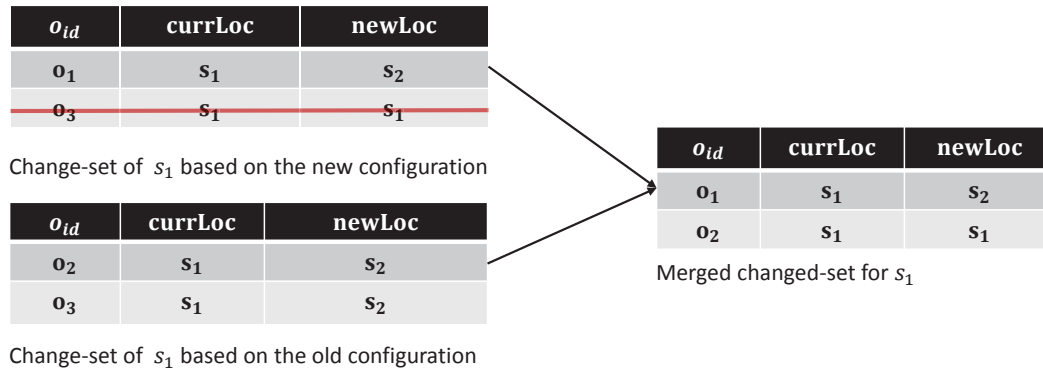 o_id currLoc newLoc
o₁ s₁ s₂
o₃ s₁ s₁
Change-set of s₁ based on the new configuration
o_id currLoc newLoc
o₂ s₁ s₂
o₃ s₁ s₂
Change-set of s₁ based on the old configuration
o_id currLoc newLoc
o₁ s₁ s₂
o₂ s₁ s₁
Merged changed-set for s₁